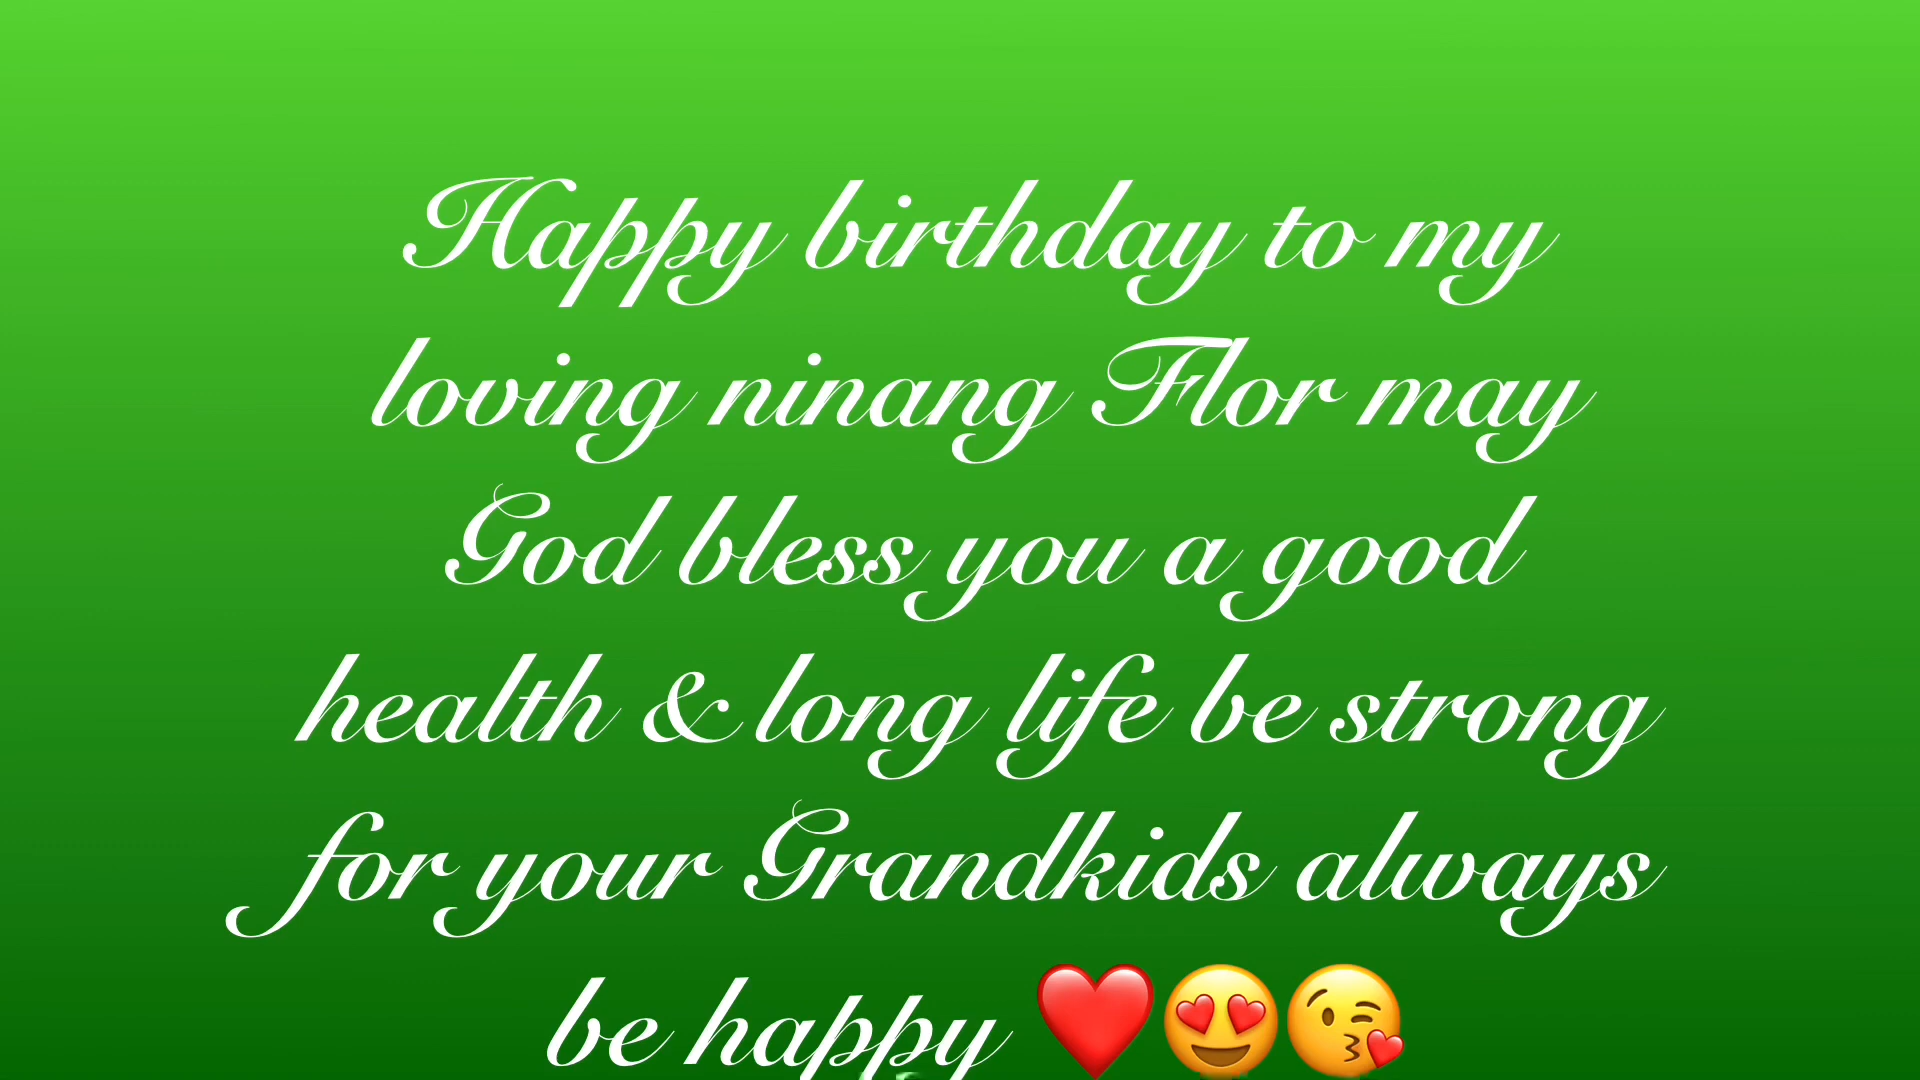 Happy birthday to my
loving ninang Flor may
God bless you a good
health & long life be strong
for your Grandkids always
be happy ❤️😍😘